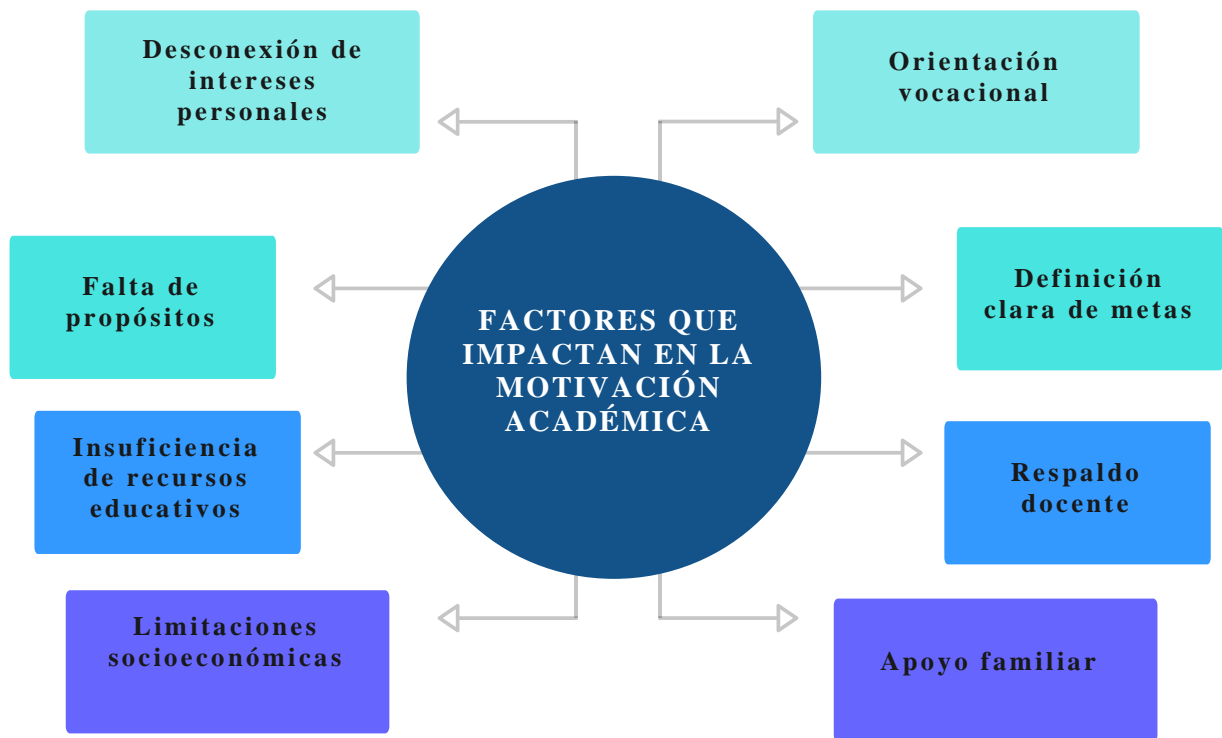 Desconexión de
intereses
personales
Orientación
vocacional
Falta de
propósitos
FACTORES QUE
IMPACTAN EN LA
MOTIVACIÓN
ACADÉMICA
Definición
clara de metas
Insuficiencia
de recursos
educativos
Respaldo
docente
Limitaciones
socioeconómicas
Apoyo familiar